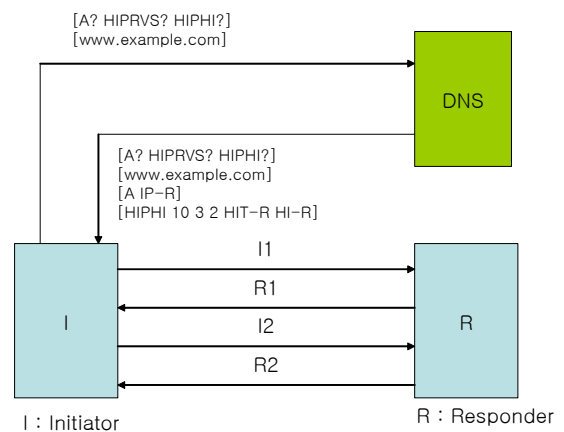 [A? HIPRVS? HIPHI?]
[www.example.com]
DNS
[A? HIPRVS? HIPHI?]
[www.example.com]
[A IP-R]
[HIPHI 10 3 2 HIT-R HI-R]
I1
R1
I
R
I2
R2
I : Initiator
R : Responder